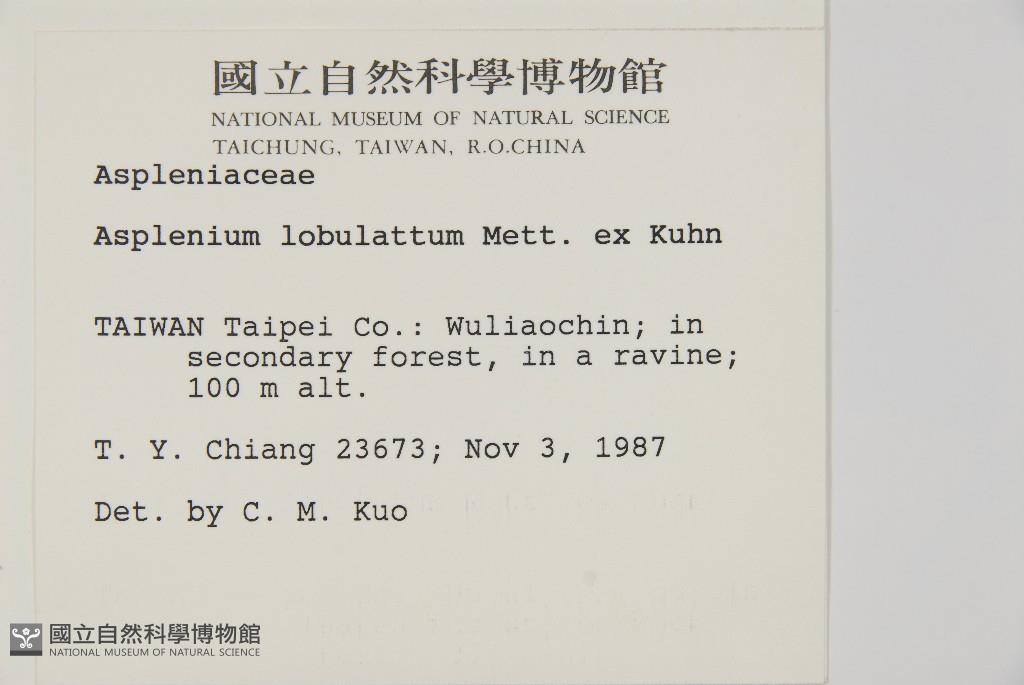 國立自然科學博物館
NATIONAL MUSEUM OF NATURAL SCIENCE
TAICHUNG, TAIWAN, R.O.CHINA
Aspleniaceae
Asplenium lobulattum Mett. ex Kuhn
TAIWAN Taipei Co.: Wuliaochin; in
secondary forest, in a ravine;
100 m alt.
T. Y. Chiang 23673; Nov 3, 1987
Det. by C. M. Kuo
國立自然科學博物館
NATIONAL MUSEUM OF NATURAL SCIENCE